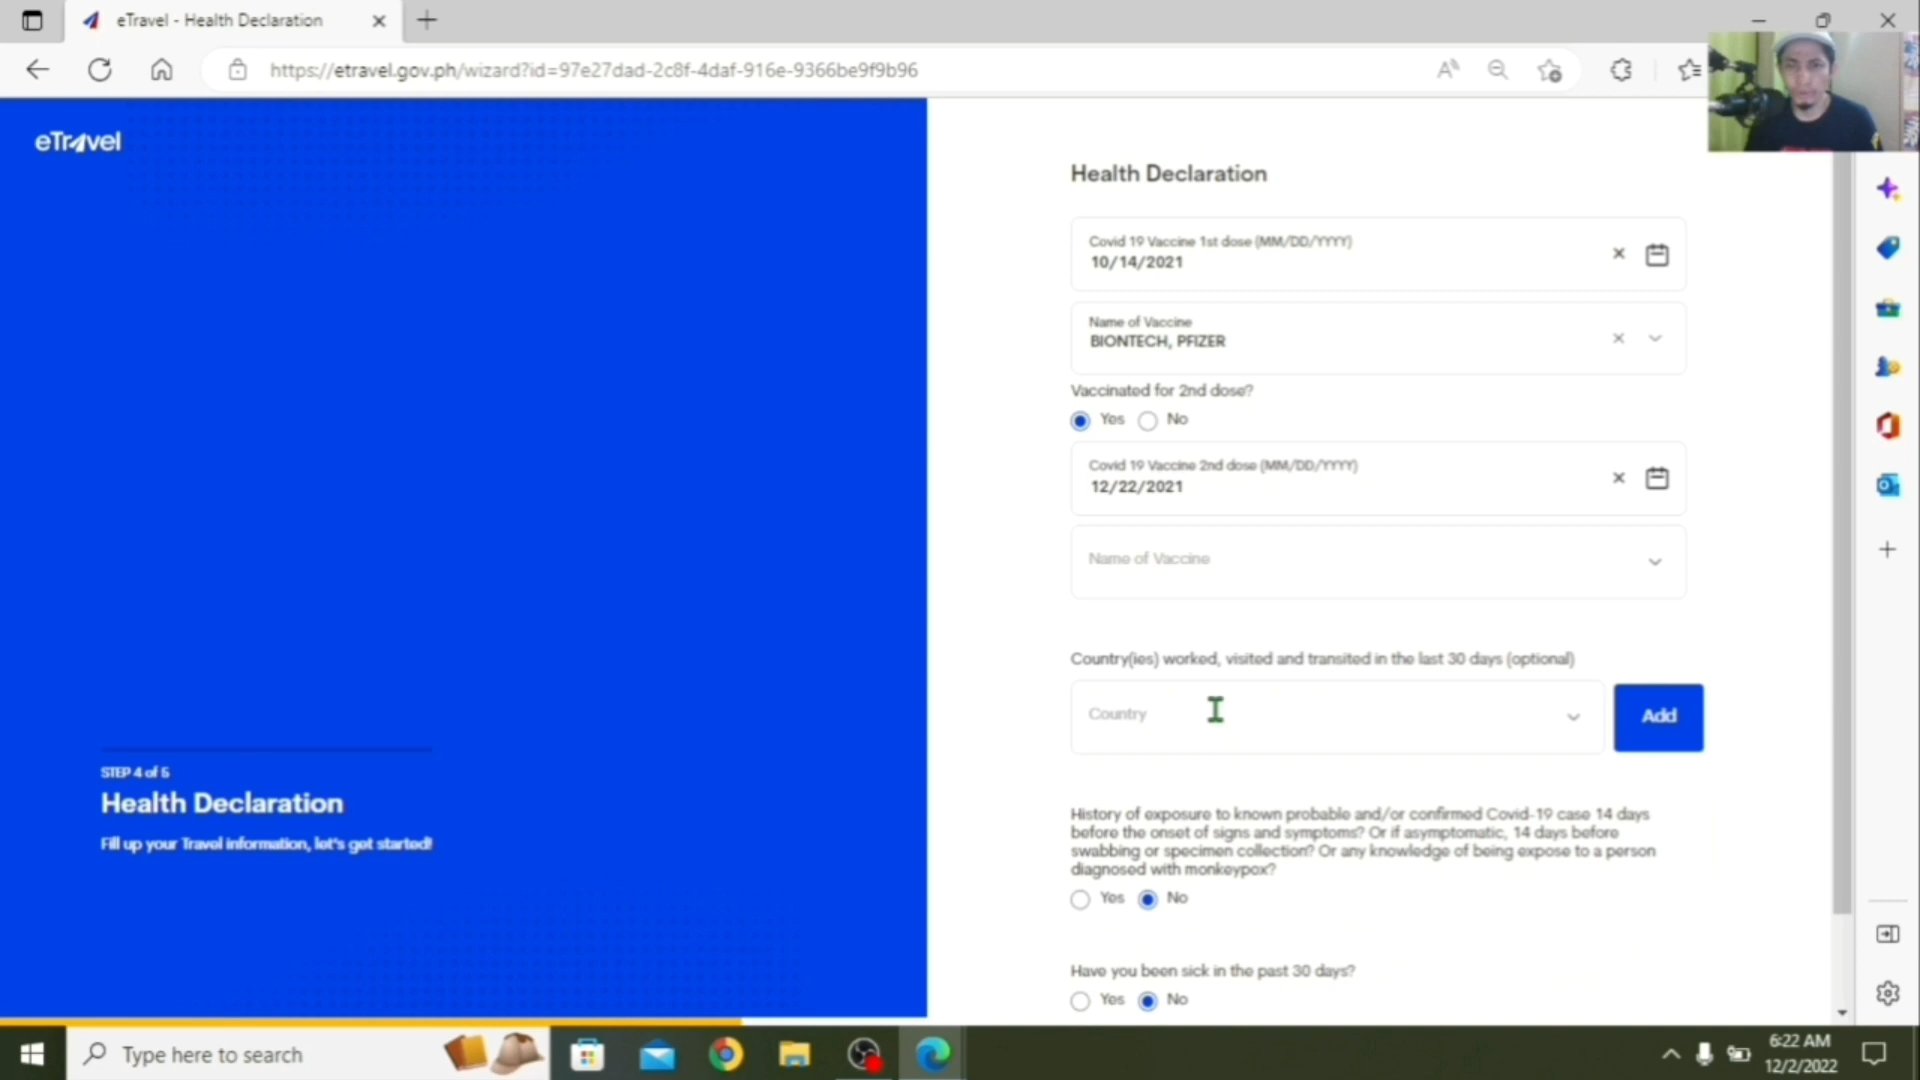 eTravel - Health Declaration
https://etravel.gov.ph/wizard?id=97e27dad-2c8f-4daf-916e-9366be9f9b96
eTravel
Health Declaration
Covid 19 Vaccine 1st dose (MM/DD/YYYY)
10/14/2021
Name of Vaccine
BIONTECH, PFIZER
Vaccinated for 2nd dose?
Yes No
Covid 19 Vaccine 2nd dose (MM/DD/YYYY)
12/22/2021
Name of Vaccine
Country(ies) worked, visited and transited in the last 30 days (optional)
Country
Add
STEP 4 of 5
Health Declaration
Fill up your Travel information, let's get started!
History of exposure to known probable and/or confirmed Covid-19 case 14 days
before the onset of signs and symptoms? Or if asymptomatic, 14 days before
swabbing or specimen collection? Or any knowledge of being expose to a person
diagnosed with monkeypox?
Yes No
Have you been sick in the past 30 days?
Yes No
Type here to search
6:22 AM
12/2/2022